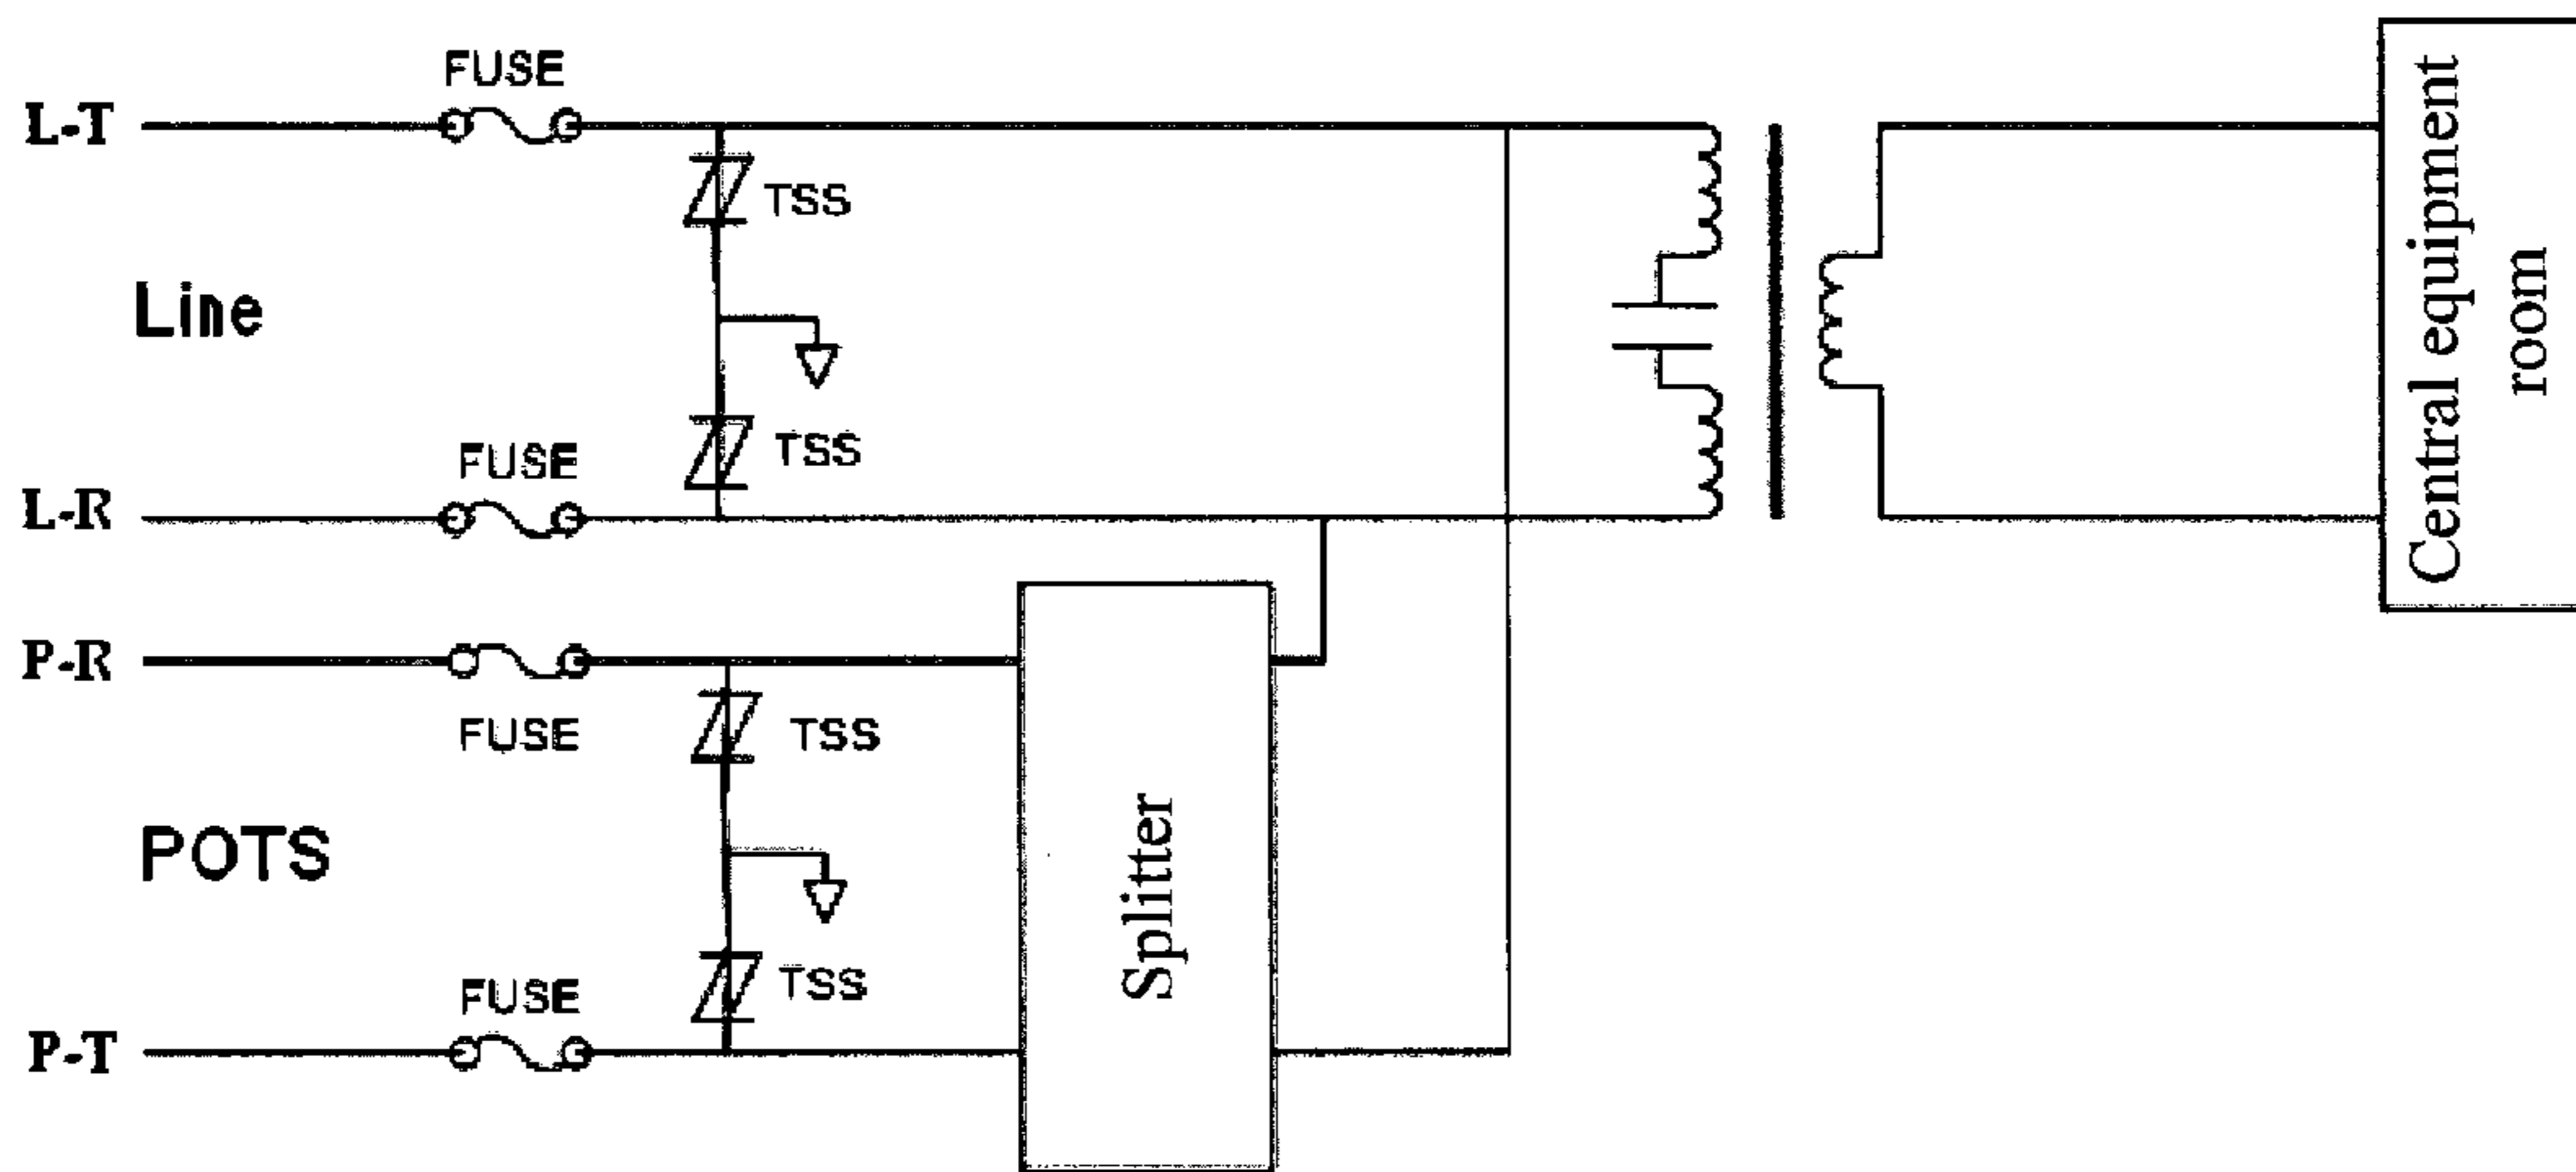 FUSE
L-T
TSS
Line
TSS
FUSE
L-R
P-R
FUSE
TSS
POTS
TSS
FUSE
P-T
Splitter
Central equipment
room